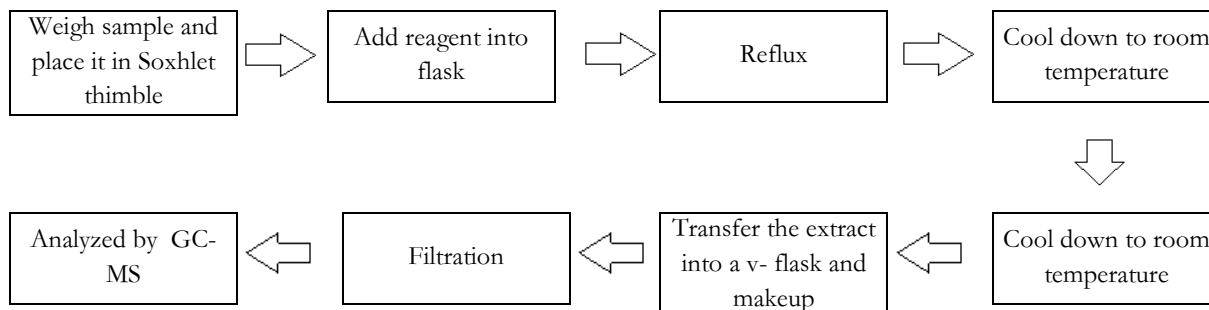 Weigh sample and
place it in Soxhlet
thimble
Add reagent into
flask
Reflux
Cool down to room
temperature
Cool down to room
temperature
Transfer the extract
into a v- flask and
makeup
Filtration
Analyzed by GC-
MS